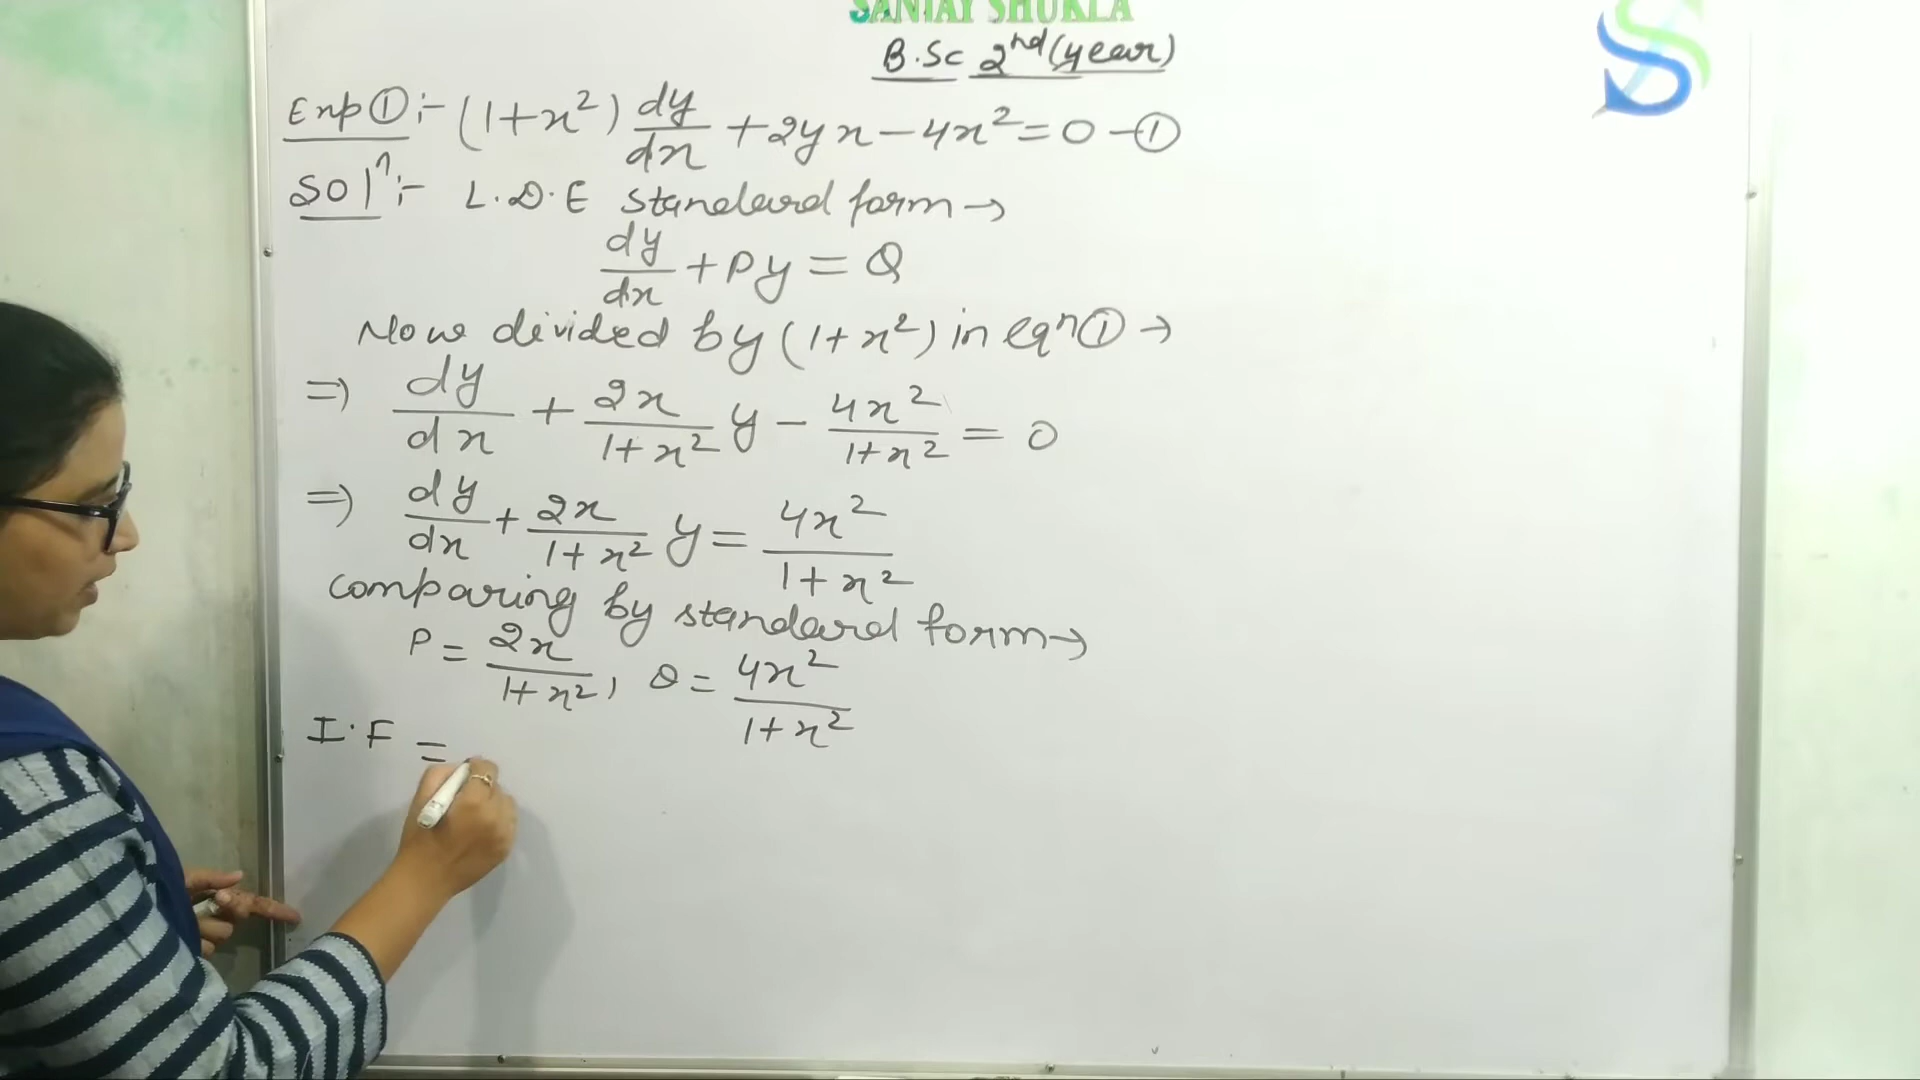 SANJAY SHUKLA
B.Sc 2nd (year)
Exp ① :- (1+x²) dy/dx + 2yx - 4x² = 0 - ①
Solⁿ :- L.D.E standard form →
dy/dx + Py = Q
Now divided by (1+x²) in eqⁿ ① →
⇒ dy/dx + 2x/1+x² y - 4x²/1+x² = 0
⇒ dy/dx + 2x/1+x² y = 4x²/1+x²
comparing by standard form →
P = 2x/1+x², Q = 4x²/1+x²
I.F =